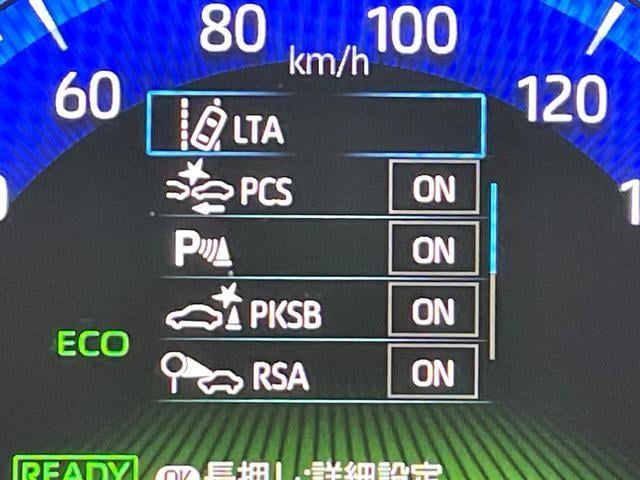 80 100
km/h
60 120
LTA
PCS ON
P ON
PKSB ON
ECO
RSA ON
READY OK 長押し:詳細設定